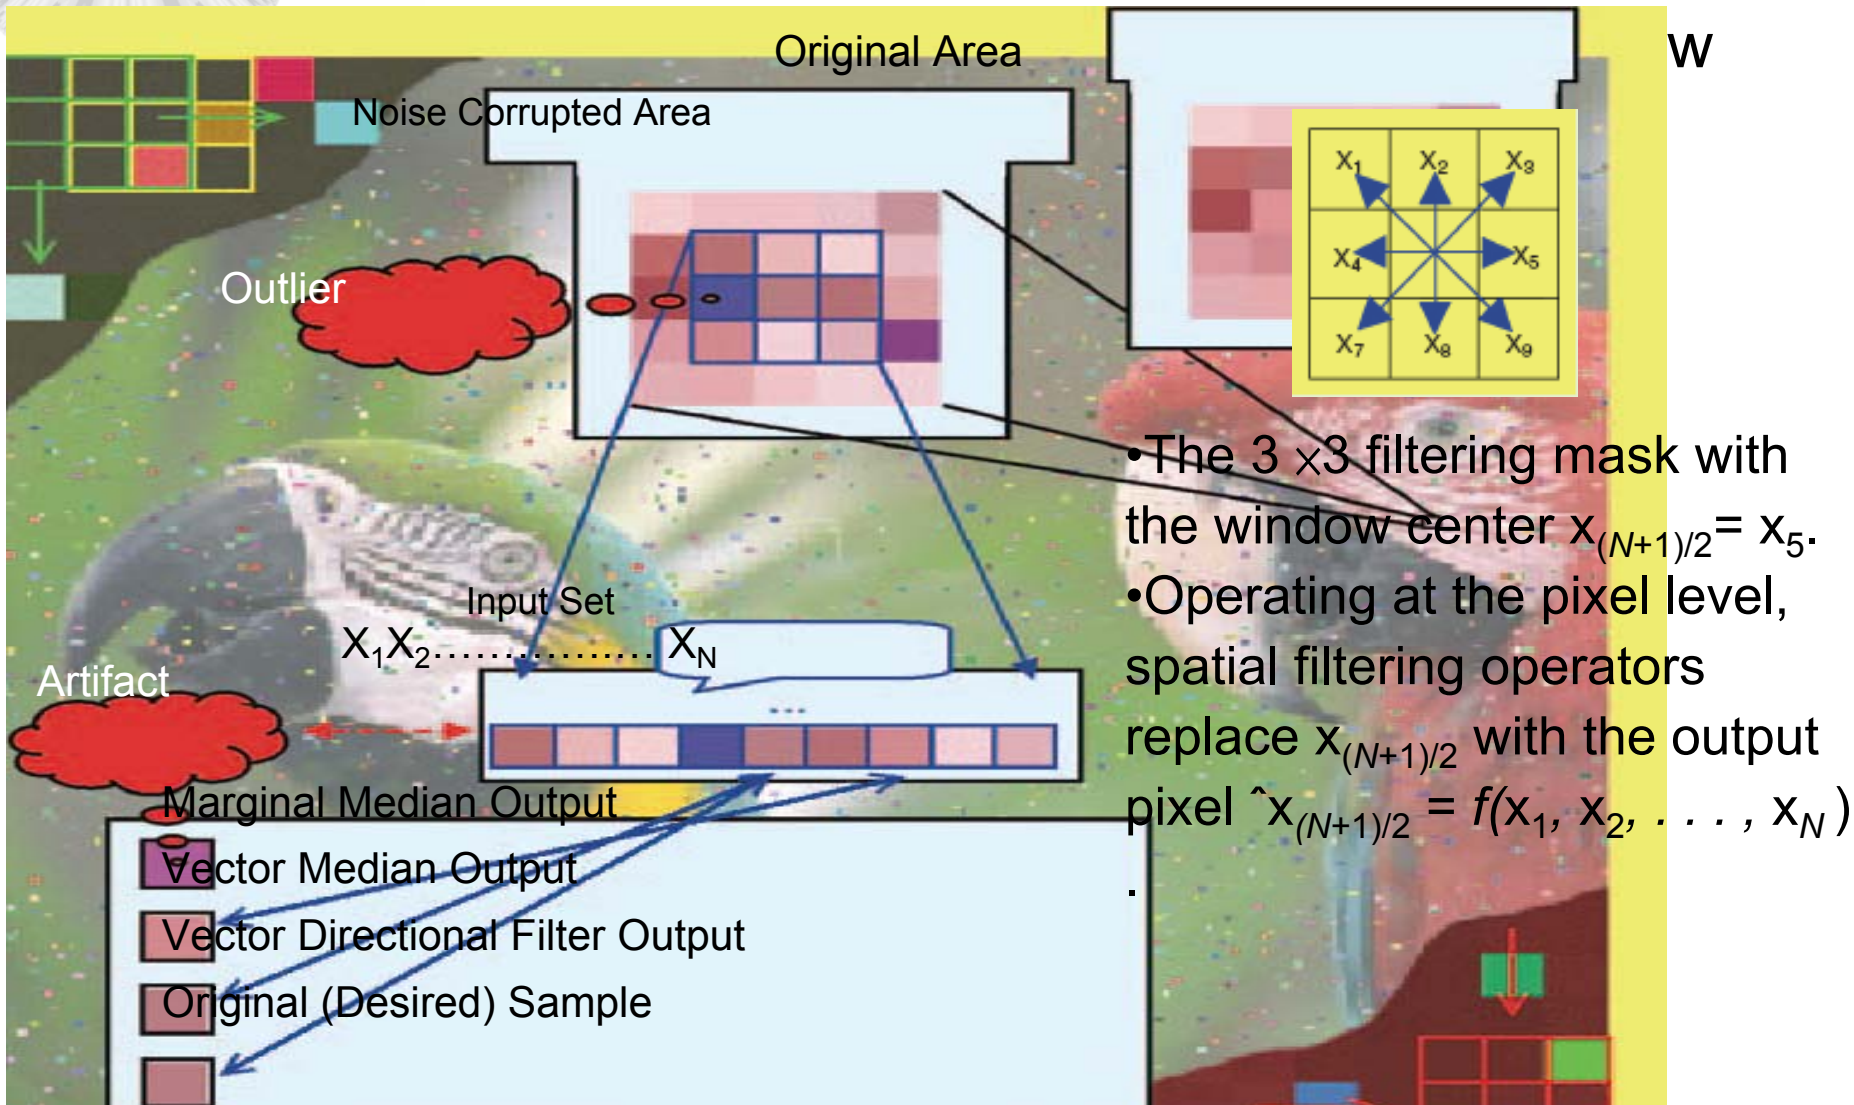 Original Area
w
Noise Corrupted Area
X₁ X₂ X₃
X₄ X₅
X₇ X₈ X₉
Outlier
•The 3 ×3 filtering mask with
the window center x₍N₊₁₎/₂= x₅.
•Operating at the pixel level,
spatial filtering operators
replace x₍N₊₁₎/₂ with the output
pixel ˆx₍N₊₁₎/₂ = f(x₁, x₂, . . . , x_N )
.
Input Set
X₁X₂................ X_N
Artifact
...
Marginal Median Output
Vector Median Output
Vector Directional Filter Output
Original (Desired) Sample